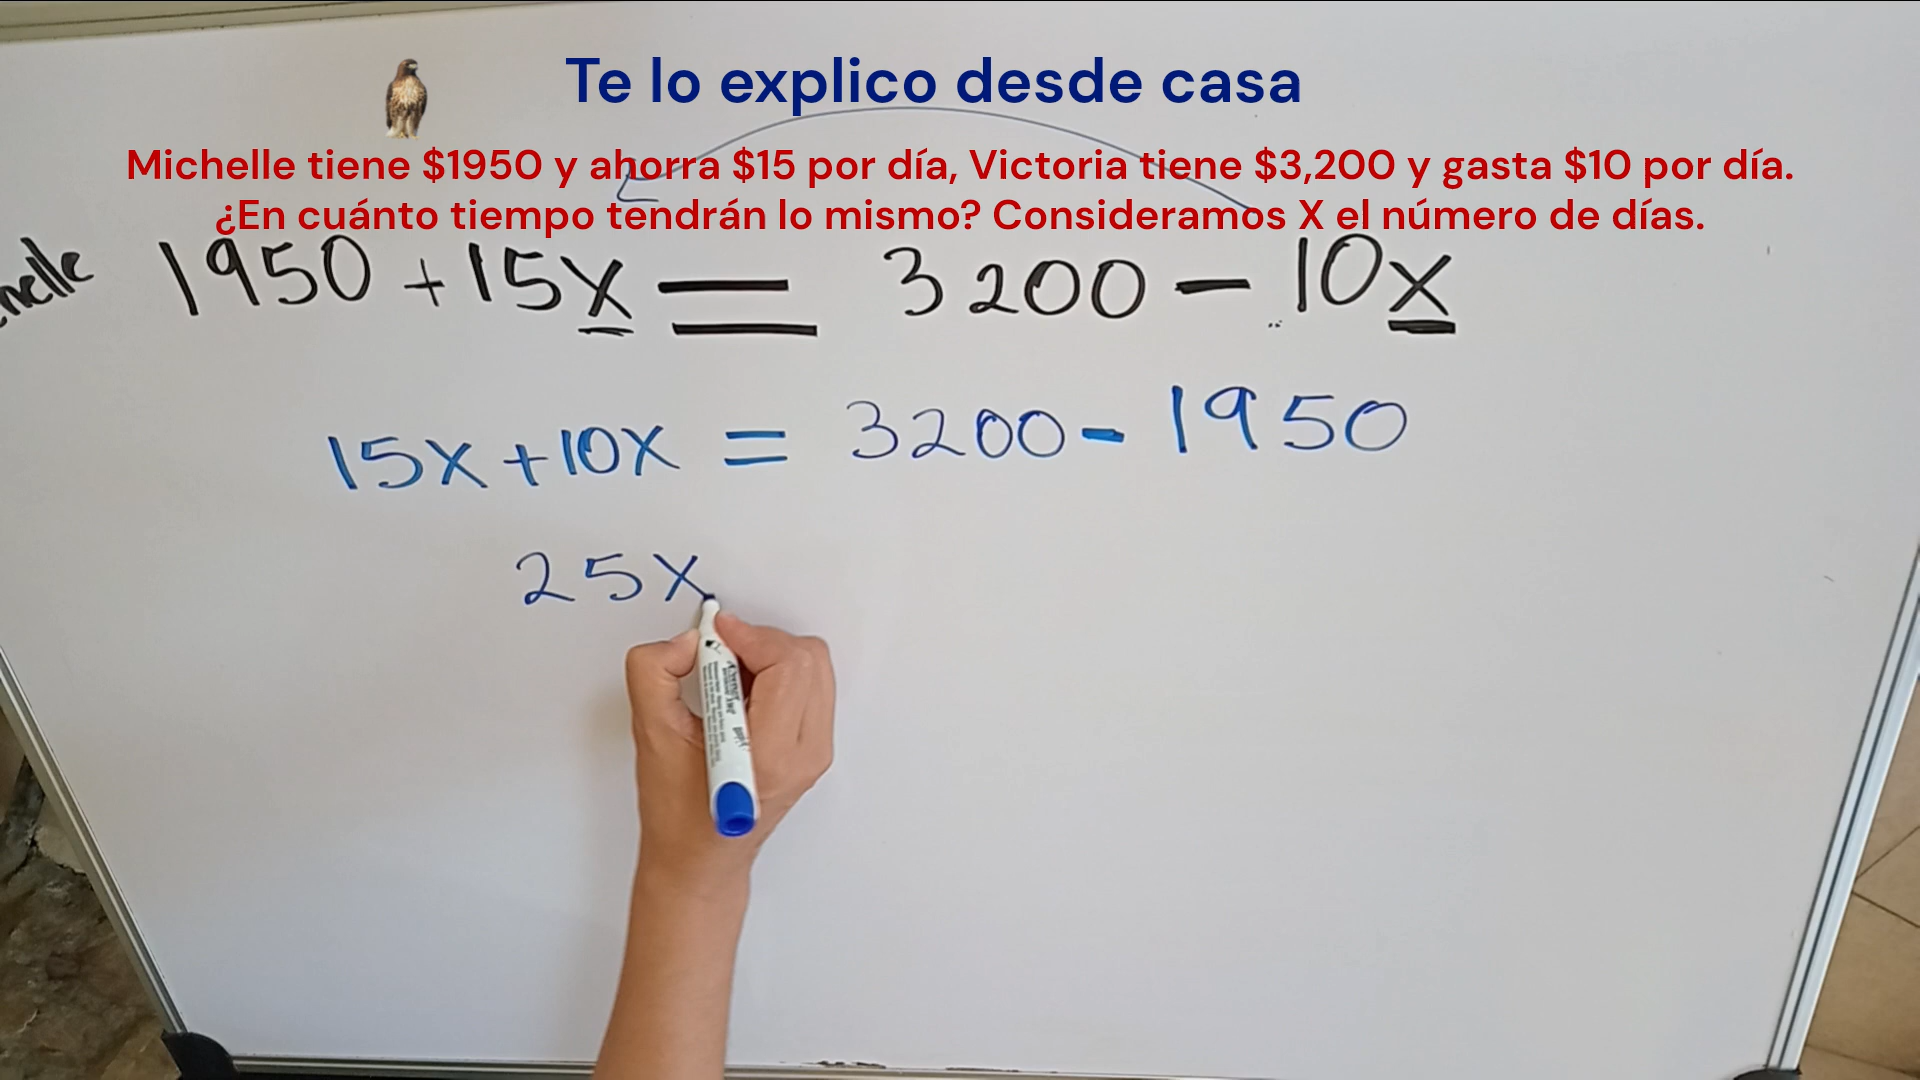 Te lo explico desde casa
Michelle tiene $1950 y ahorra $15 por día, Victoria tiene $3,200 y gasta $10 por día.
¿En cuánto tiempo tendrán lo mismo? Consideramos X el número de días.
1950 + 15x = 3200 - 10x
15x + 10x = 3200 - 1950
25x